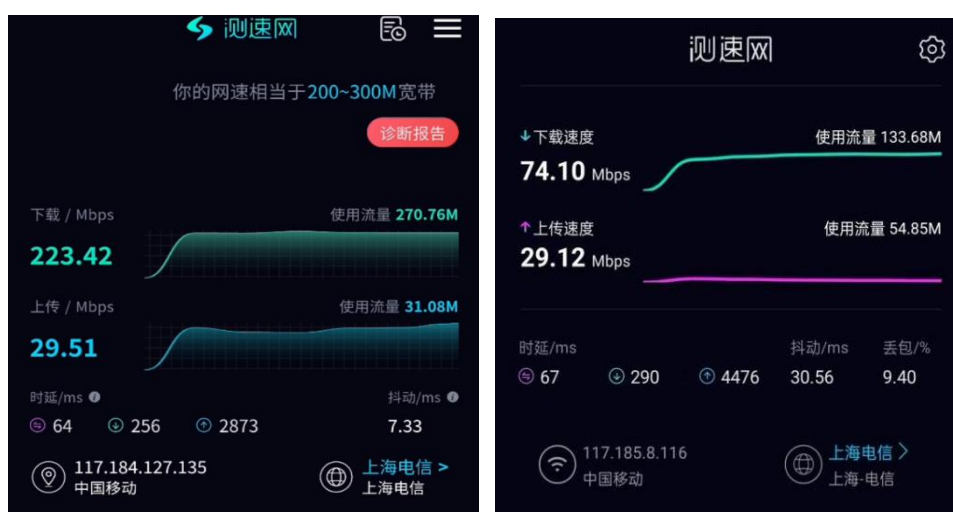 测速网
你的网速相当于200~300M宽带
诊断报告
下载 / Mbps
使用流量 270.76M
223.42
上传 / Mbps
使用流量 31.08M
29.51
时延/ms
抖动/ms
64 256 2873 7.33
117.184.127.135
中国移动
上海电信 >
上海电信
测速网
下载速度
使用流量 133.68M
74.10 Mbps
上传速度
使用流量 54.85M
29.12 Mbps
时延/ms 抖动/ms 丢包/%
67 290 4476 30.56 9.40
117.185.8.116
中国移动
上海电信
上海-电信